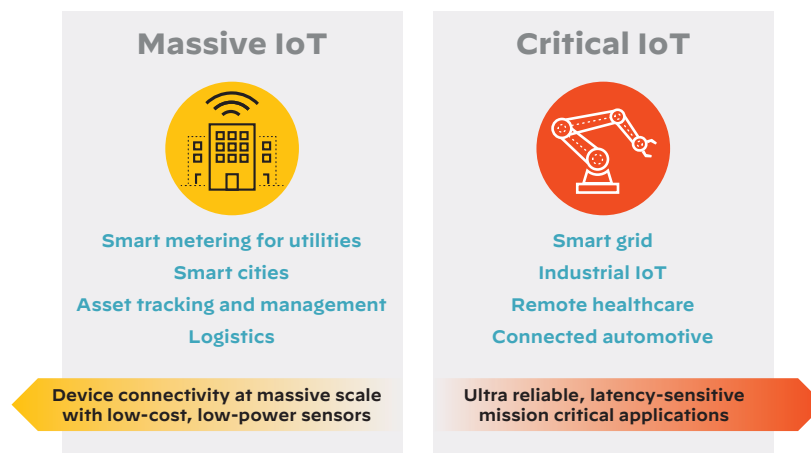 Massive IoT
Smart metering for utilities
Smart cities
Asset tracking and management
Logistics
Device connectivity at massive scale
with low-cost, low-power sensors
Critical IoT
Smart grid
Industrial IoT
Remote healthcare
Connected automotive
Ultra reliable, latency-sensitive
mission critical applications